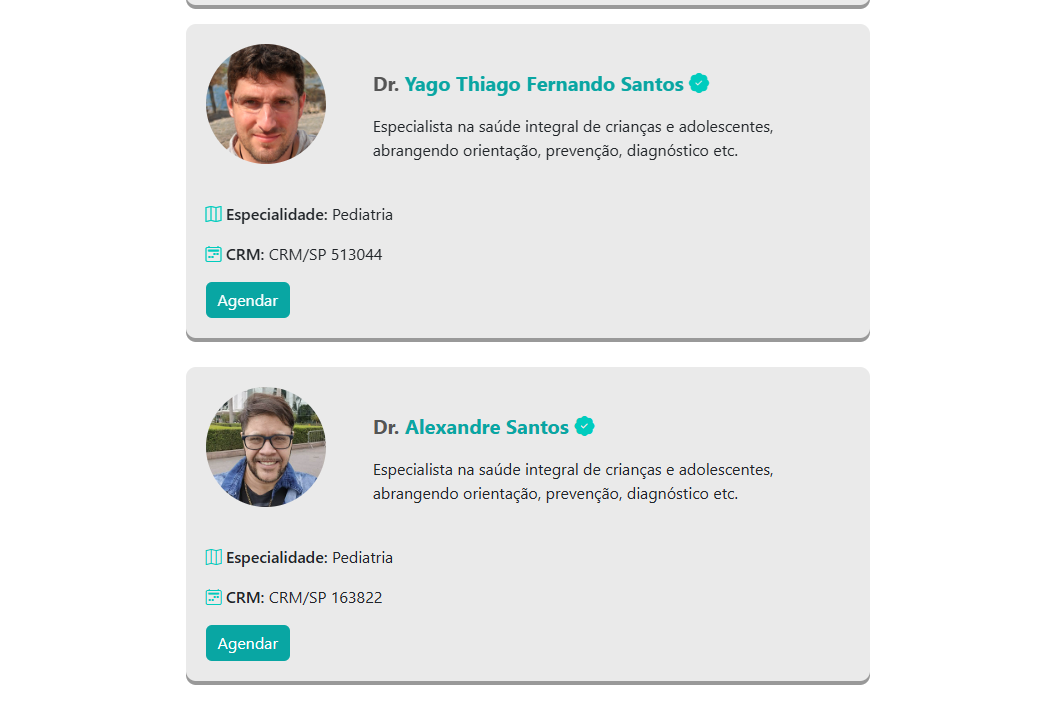 Dr. Yago Thiago Fernando Santos
Especialista na saúde integral de crianças e adolescentes,
abrangendo orientação, prevenção, diagnóstico etc.
Especialidade: Pediatria
CRM: CRM/SP 513044
Agendar
Dr. Alexandre Santos
Especialista na saúde integral de crianças e adolescentes,
abrangendo orientação, prevenção, diagnóstico etc.
Especialidade: Pediatria
CRM: CRM/SP 163822
Agendar